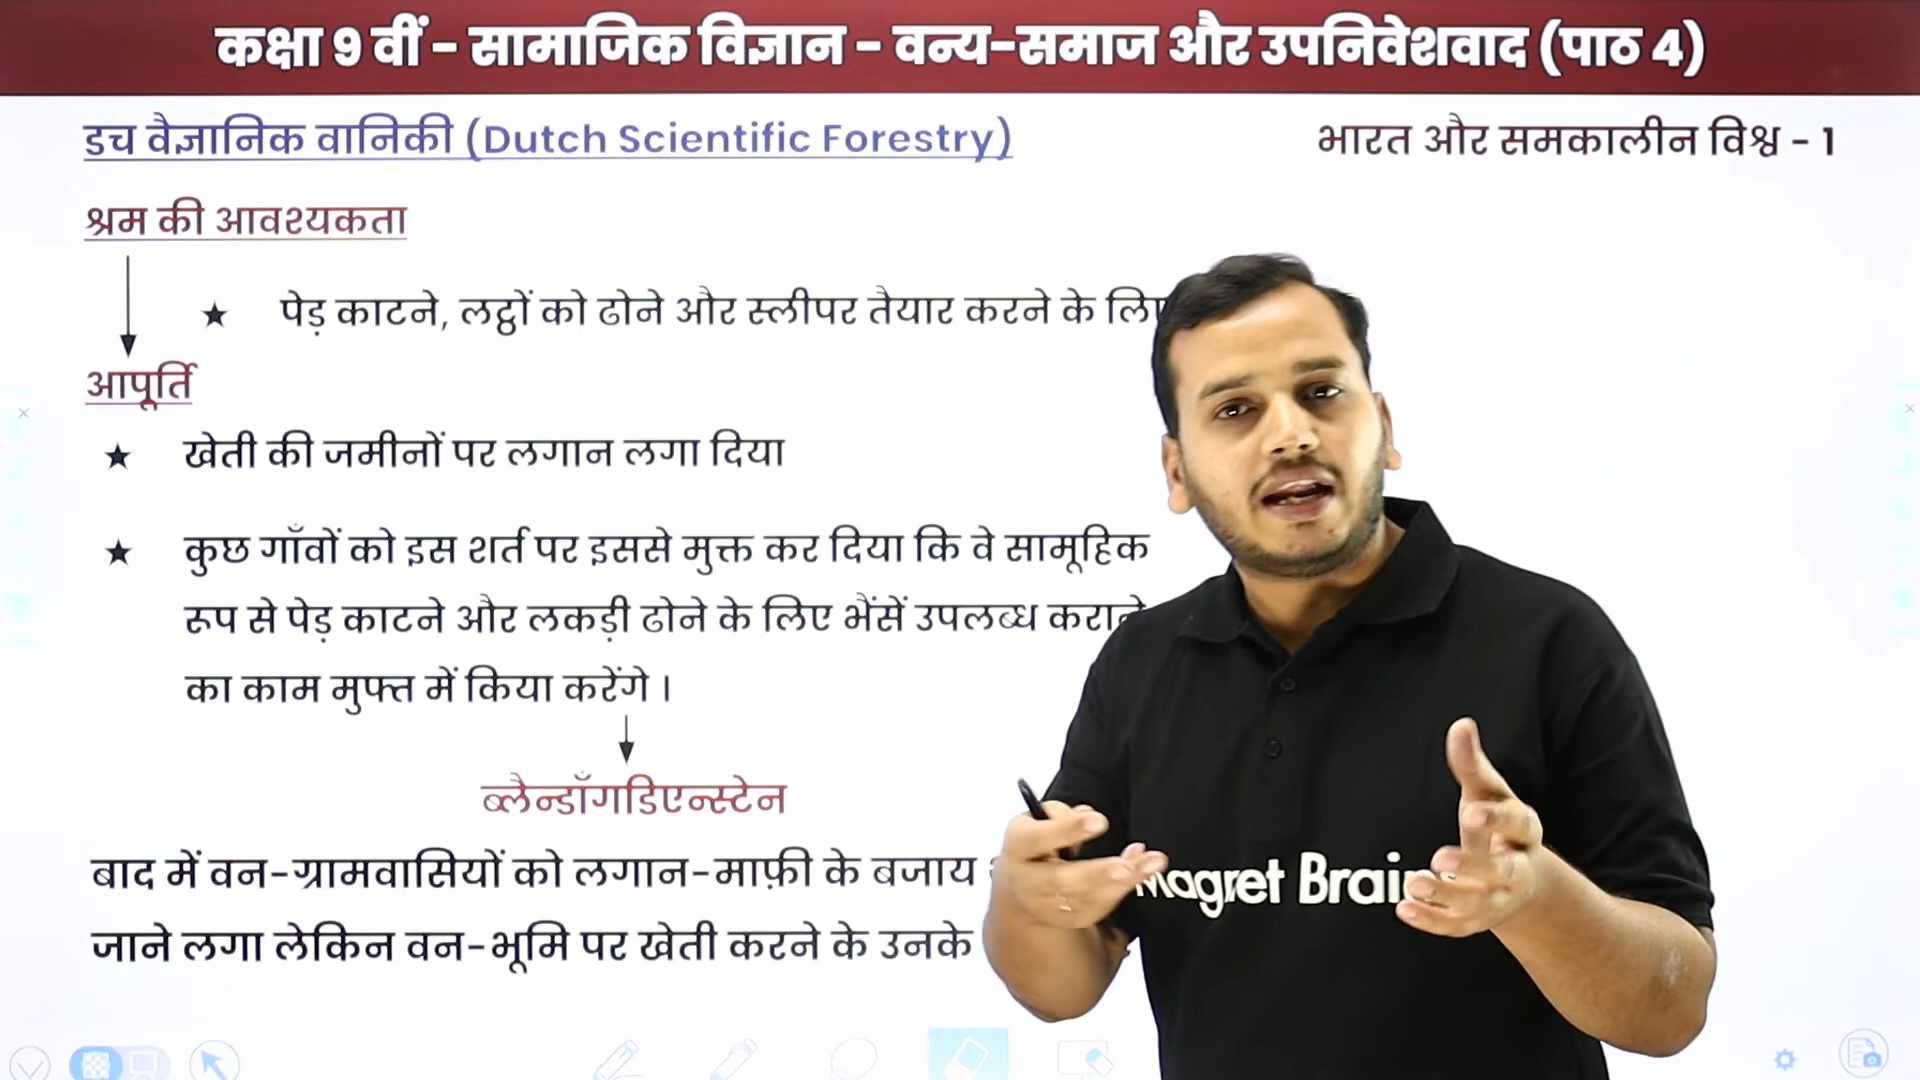 कक्षा 9 वीं - सामाजिक विज्ञान - वन्य-समाज और उपनिवेशवाद (पाठ 4)
डच वैज्ञानिक वानिकी (Dutch Scientific Forestry)
भारत और समकालीन विश्व - 1
श्रम की आवश्यकता
★ पेड़ काटने, लट्ठों को ढोने और स्लीपर तैयार करने के लिए
आपूर्ति
★ खेती की जमीनों पर लगान लगा दिया
★ कुछ गाँवों को इस शर्त पर इससे मुक्त कर दिया कि वे सामूहिक
रूप से पेड़ काटने और लकड़ी ढोने के लिए भैंसें उपलब्ध कराने
का काम मुफ्त में किया करेंगे ।
ब्लैन्डाँगडिएन्स्टेन
बाद में वन-ग्रामवासियों को लगान-माफ़ी के बजाय
जाने लगा लेकिन वन-भूमि पर खेती करने के उनके
Magret Brains